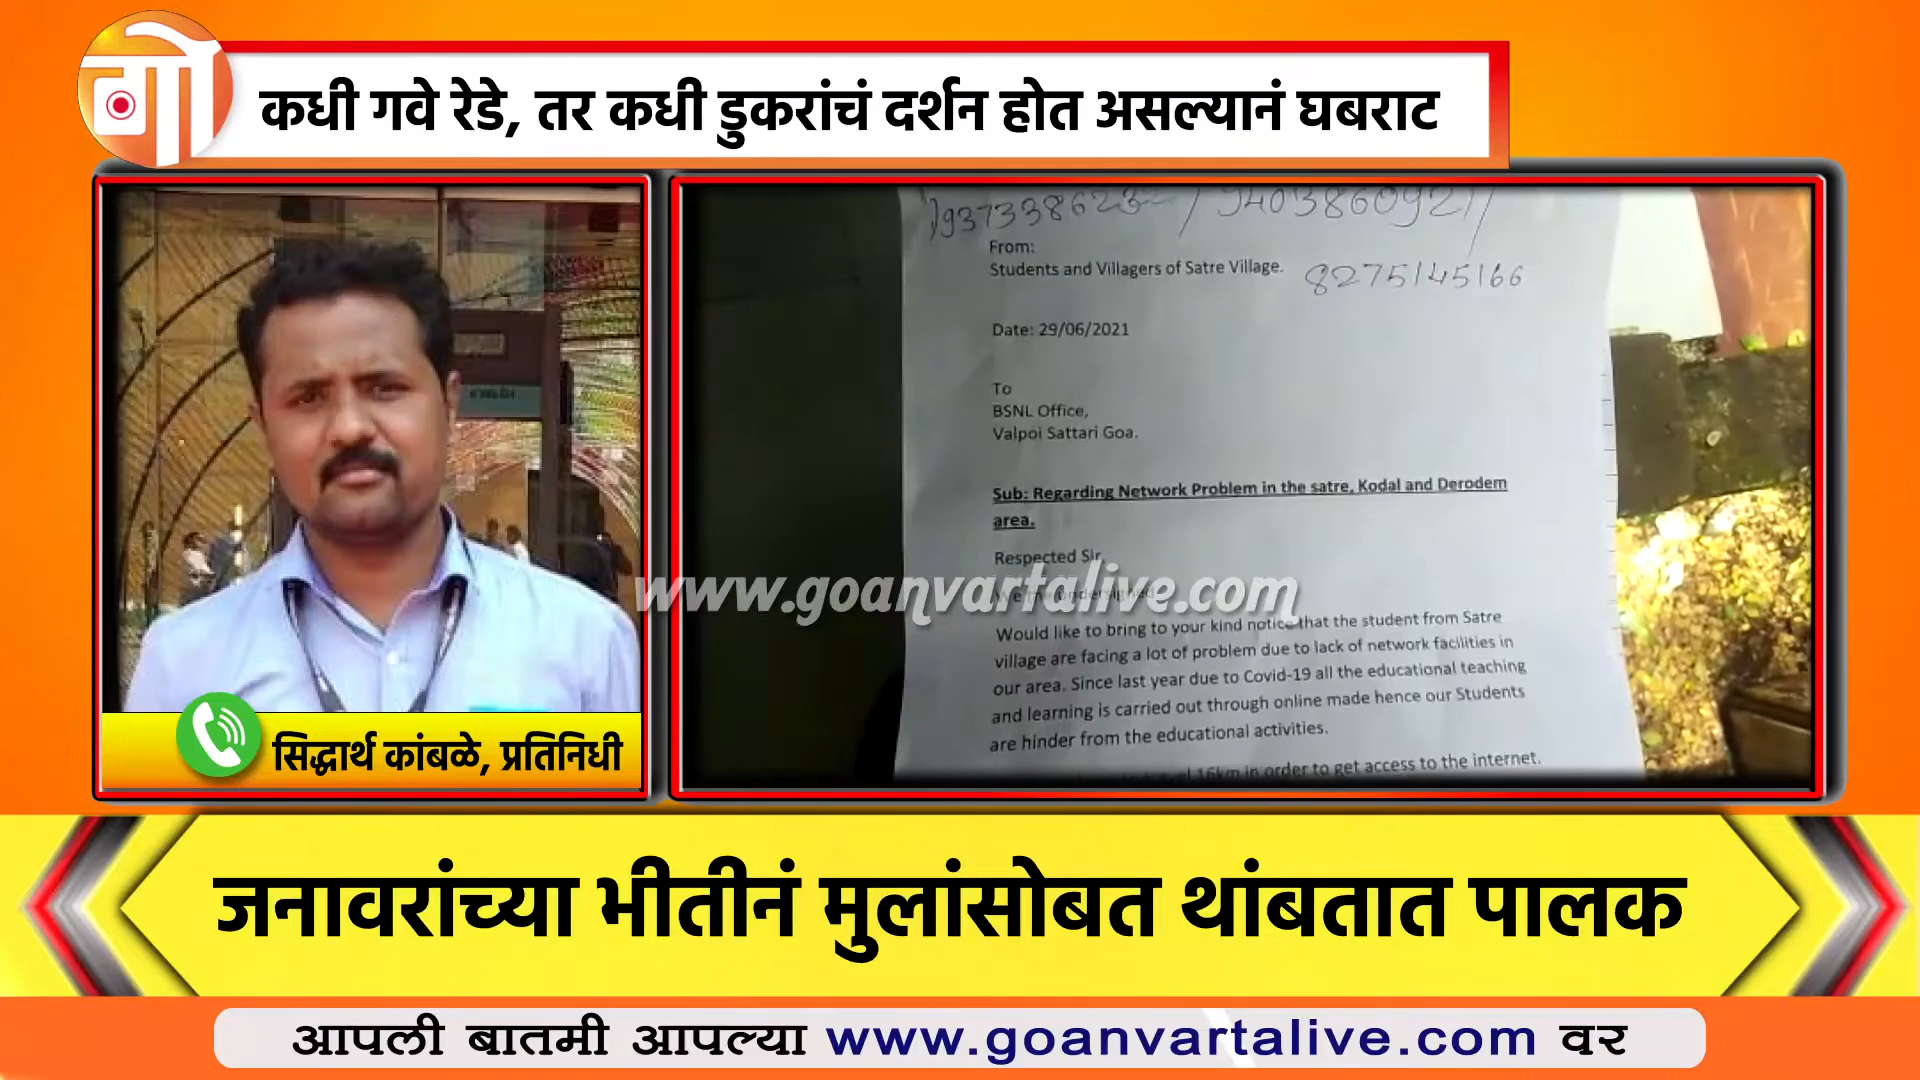 गो
कधी गवे रेडे, तर कधी डुकरांचं दर्शन होत असल्यानं घबराट
9373386232 / 9403860927 /
From:
Students and Villagers of Satre Village.
8275145166
Date: 29/06/2021
To
BSNL Office,
Valpoi Sattari Goa.
Sub: Regarding Network Problem in the satre, Kodal and Derodem
area.
Respected Sir,
We the undersigned
Would like to bring to your kind notice that the student from Satre
village are facing a lot of problem due to lack of network facilities in
our area. Since last year due to Covid-19 all the educational teaching
and learning is carried out through online made hence our Students
are hinder from the educational activities.
travel 16km in order to get access to the internet.
www.goanvartalive.com
सिद्धार्थ कांबळे, प्रतिनिधी
जनावरांच्या भीतीनं मुलांसोबत थांबतात पालक
आपली बातमी आपल्या www.goanvartalive.com वर